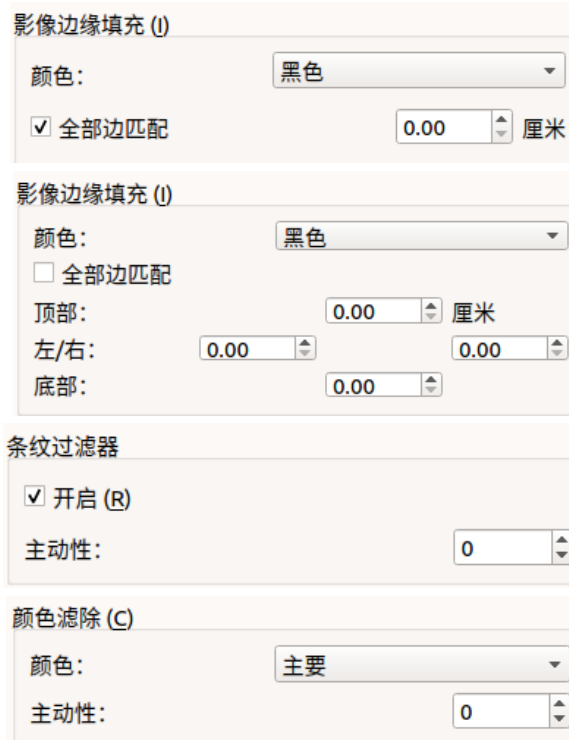 影像边缘填充 (I)
颜色： 黑色
全部边匹配 0.00 厘米
影像边缘填充 (I)
颜色： 黑色
全部边匹配
顶部： 0.00 厘米
左/右： 0.00 0.00
底部： 0.00
条纹过滤器
开启 (R)
主动性： 0
颜色滤除 (C)
颜色： 主要
主动性： 0